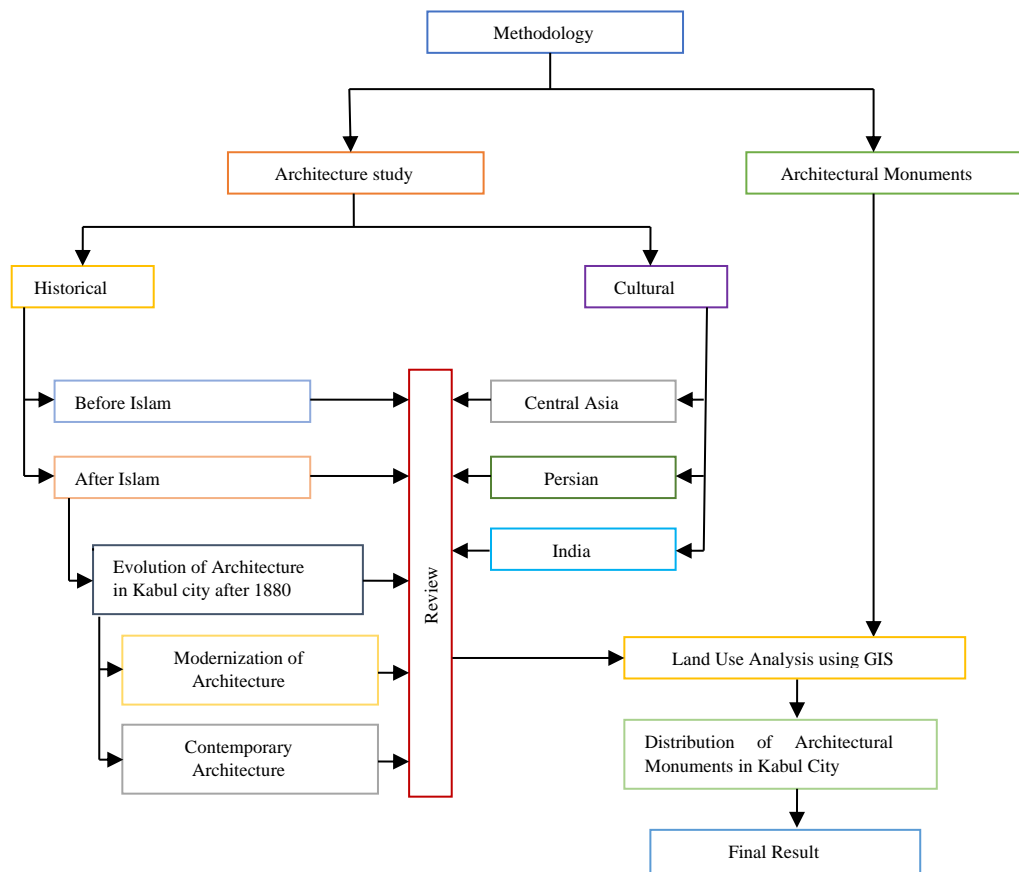 Methodology
Architecture study
Architectural Monuments
Historical
Cultural
Before Islam
Central Asia
After Islam
Persian
India
Evolution of Architecture
in Kabul city after 1880
Review
Modernization of
Architecture
Land Use Analysis using GIS
Contemporary
Architecture
Distribution of Architectural
Monuments in Kabul City
Final Result